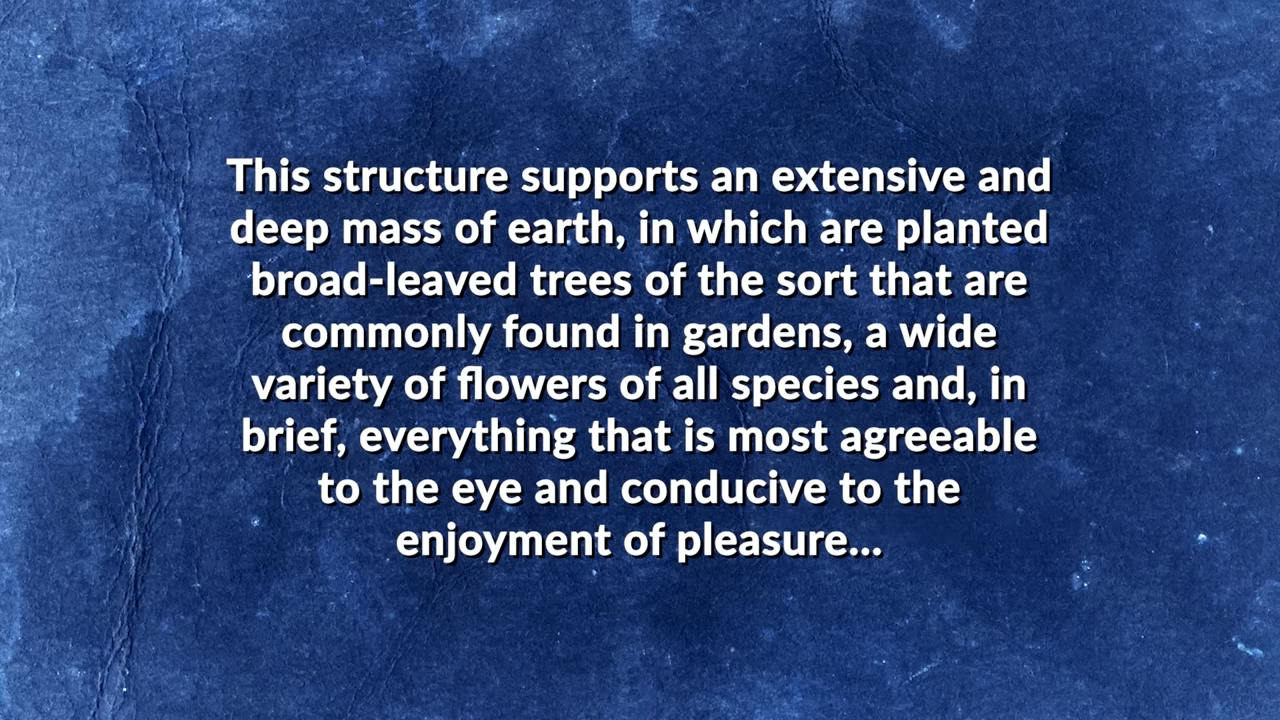 This structure supports an extensive and
deep mass of earth, in which are planted
broad-leaved trees of the sort that are
commonly found in gardens, a wide
variety of flowers of all species and, in
brief, everything that is most agreeable
to the eye and conducive to the
enjoyment of pleasure...